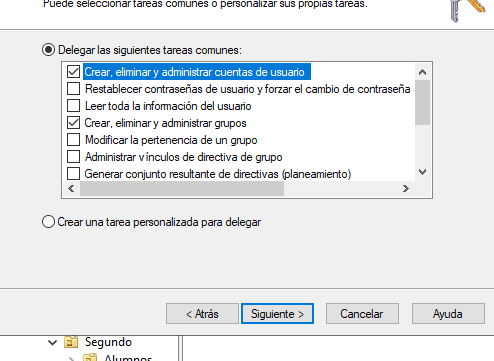 Puede seleccionar tareas comunes o personalizar sus propias tareas.
Delegar las siguientes tareas comunes:
Crear, eliminar y administrar cuentas de usuario
Restablecer contraseñas de usuario y forzar el cambio de contraseña
Leer toda la información del usuario
Crear, eliminar y administrar grupos
Modificar la pertenencia de un grupo
Administrar vínculos de directiva de grupo
Generar conjunto resultante de directivas (planeamiento)
Crear una tarea personalizada para delegar
< Atrás Siguiente > Cancelar Ayuda
Segundo
Alumnos